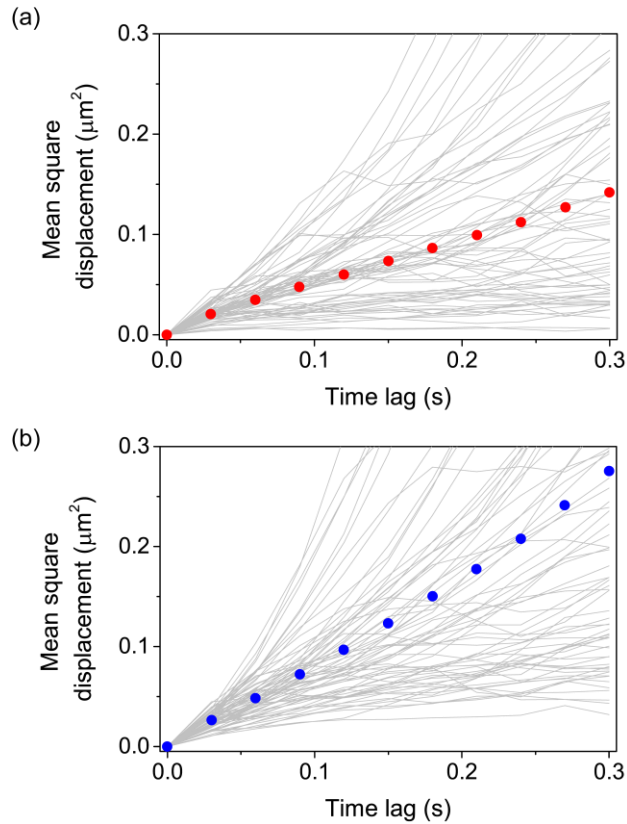 (a)
0.3
0.2
0.1
0.0
Mean square
displacement (μm²)
0.0 0.1 0.2 0.3
Time lag (s)
(b)
0.3
0.2
0.1
0.0
Mean square
displacement (μm²)
0.0 0.1 0.2 0.3
Time lag (s)